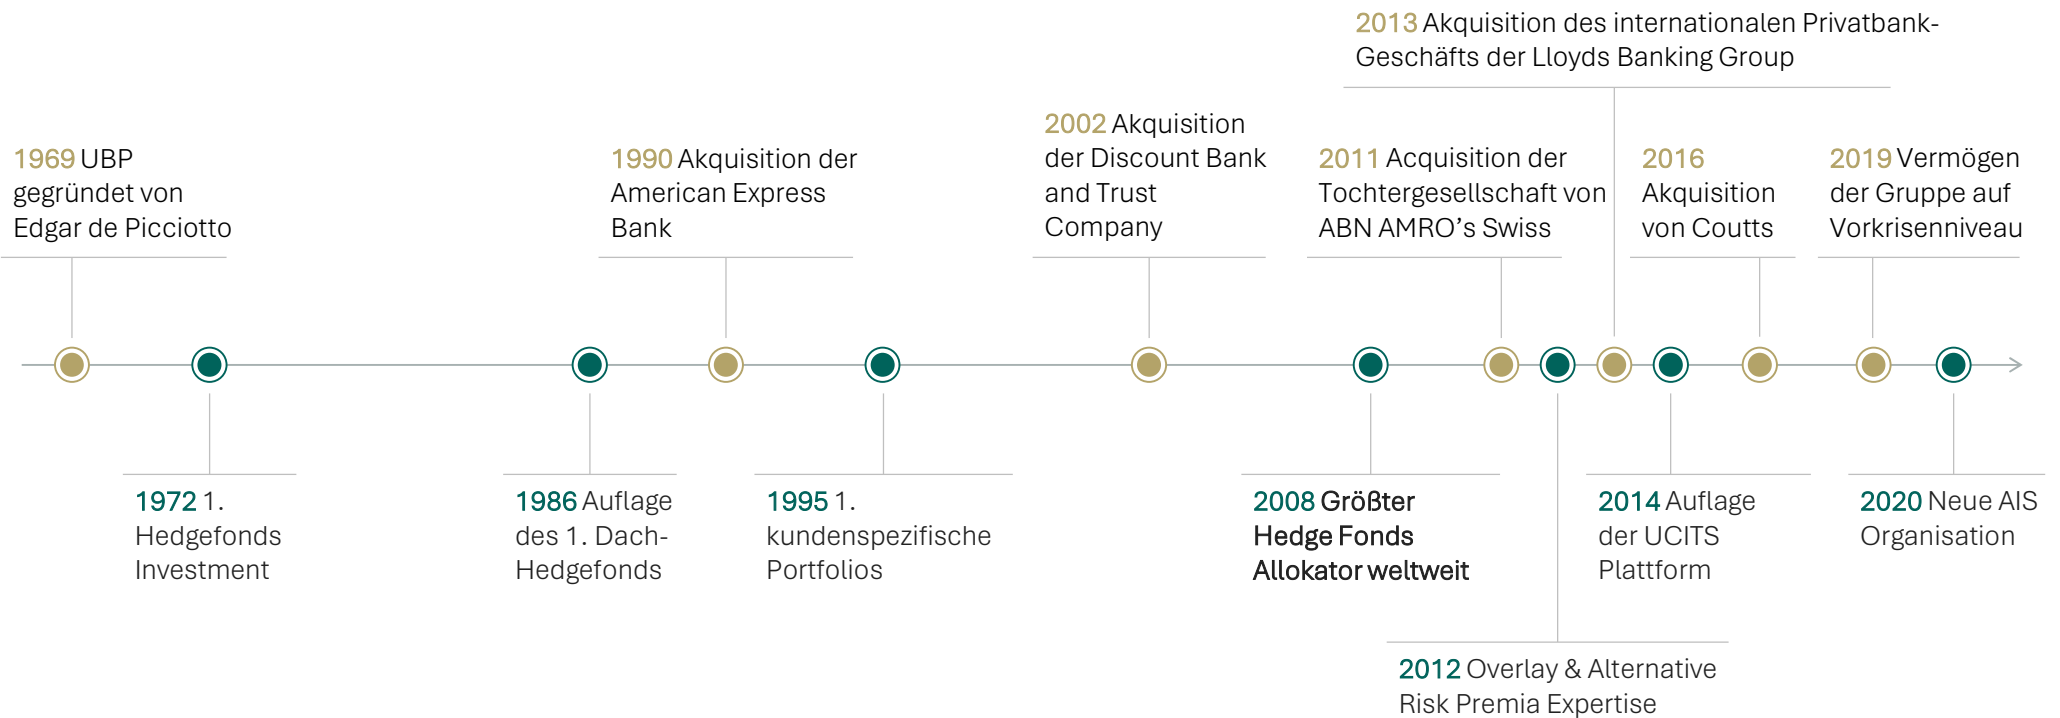 2013 Akquisition des internationalen Privatbank-
Geschäfts der Lloyds Banking Group
1969 UBP
gegründet von
Edgar de Picciotto
1990 Akquisition der
American Express
Bank
2002 Akquisition
der Discount Bank
and Trust
Company
2011 Acquisition der
Tochtergesellschaft von
ABN AMRO’s Swiss
2016
Akquisition
von Coutts
2019 Vermögen
der Gruppe auf
Vorkrisenniveau
1972 1.
Hedgefonds
Investment
1986 Auflage
des 1. Dach-
Hedgefonds
1995 1.
kundenspezifische
Portfolios
2008 Größter
Hedge Fonds
Allokator weltweit
2014 Auflage
der UCITS
Plattform
2020 Neue AIS
Organisation
2012 Overlay & Alternative
Risk Premia Expertise